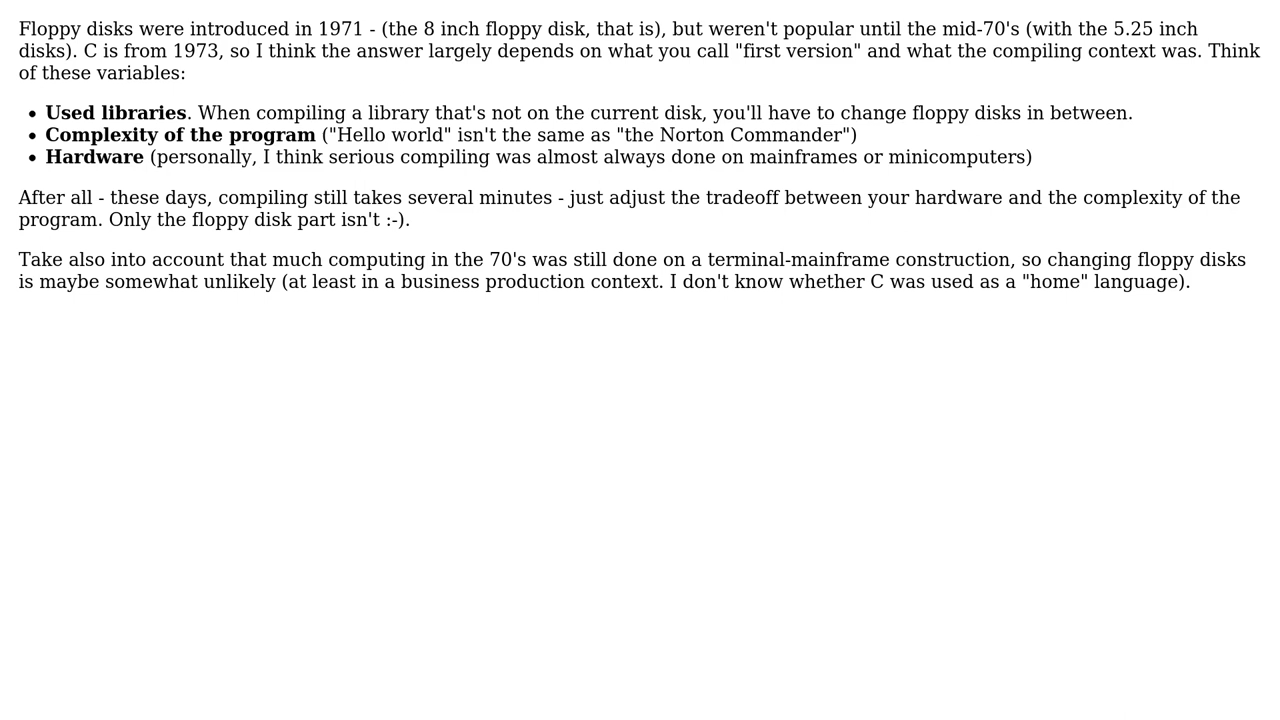 Floppy disks were introduced in 1971 - (the 8 inch floppy disk, that is), but weren't popular until the mid-70's (with the 5.25 inch
disks). C is from 1973, so I think the answer largely depends on what you call "first version" and what the compiling context was. Think
of these variables:
• Used libraries. When compiling a library that's not on the current disk, you'll have to change floppy disks in between.
• Complexity of the program ("Hello world" isn't the same as "the Norton Commander")
• Hardware (personally, I think serious compiling was almost always done on mainframes or minicomputers)
After all - these days, compiling still takes several minutes - just adjust the tradeoff between your hardware and the complexity of the
program. Only the floppy disk part isn't :-).
Take also into account that much computing in the 70's was still done on a terminal-mainframe construction, so changing floppy disks
is maybe somewhat unlikely (at least in a business production context. I don't know whether C was used as a "home" language).